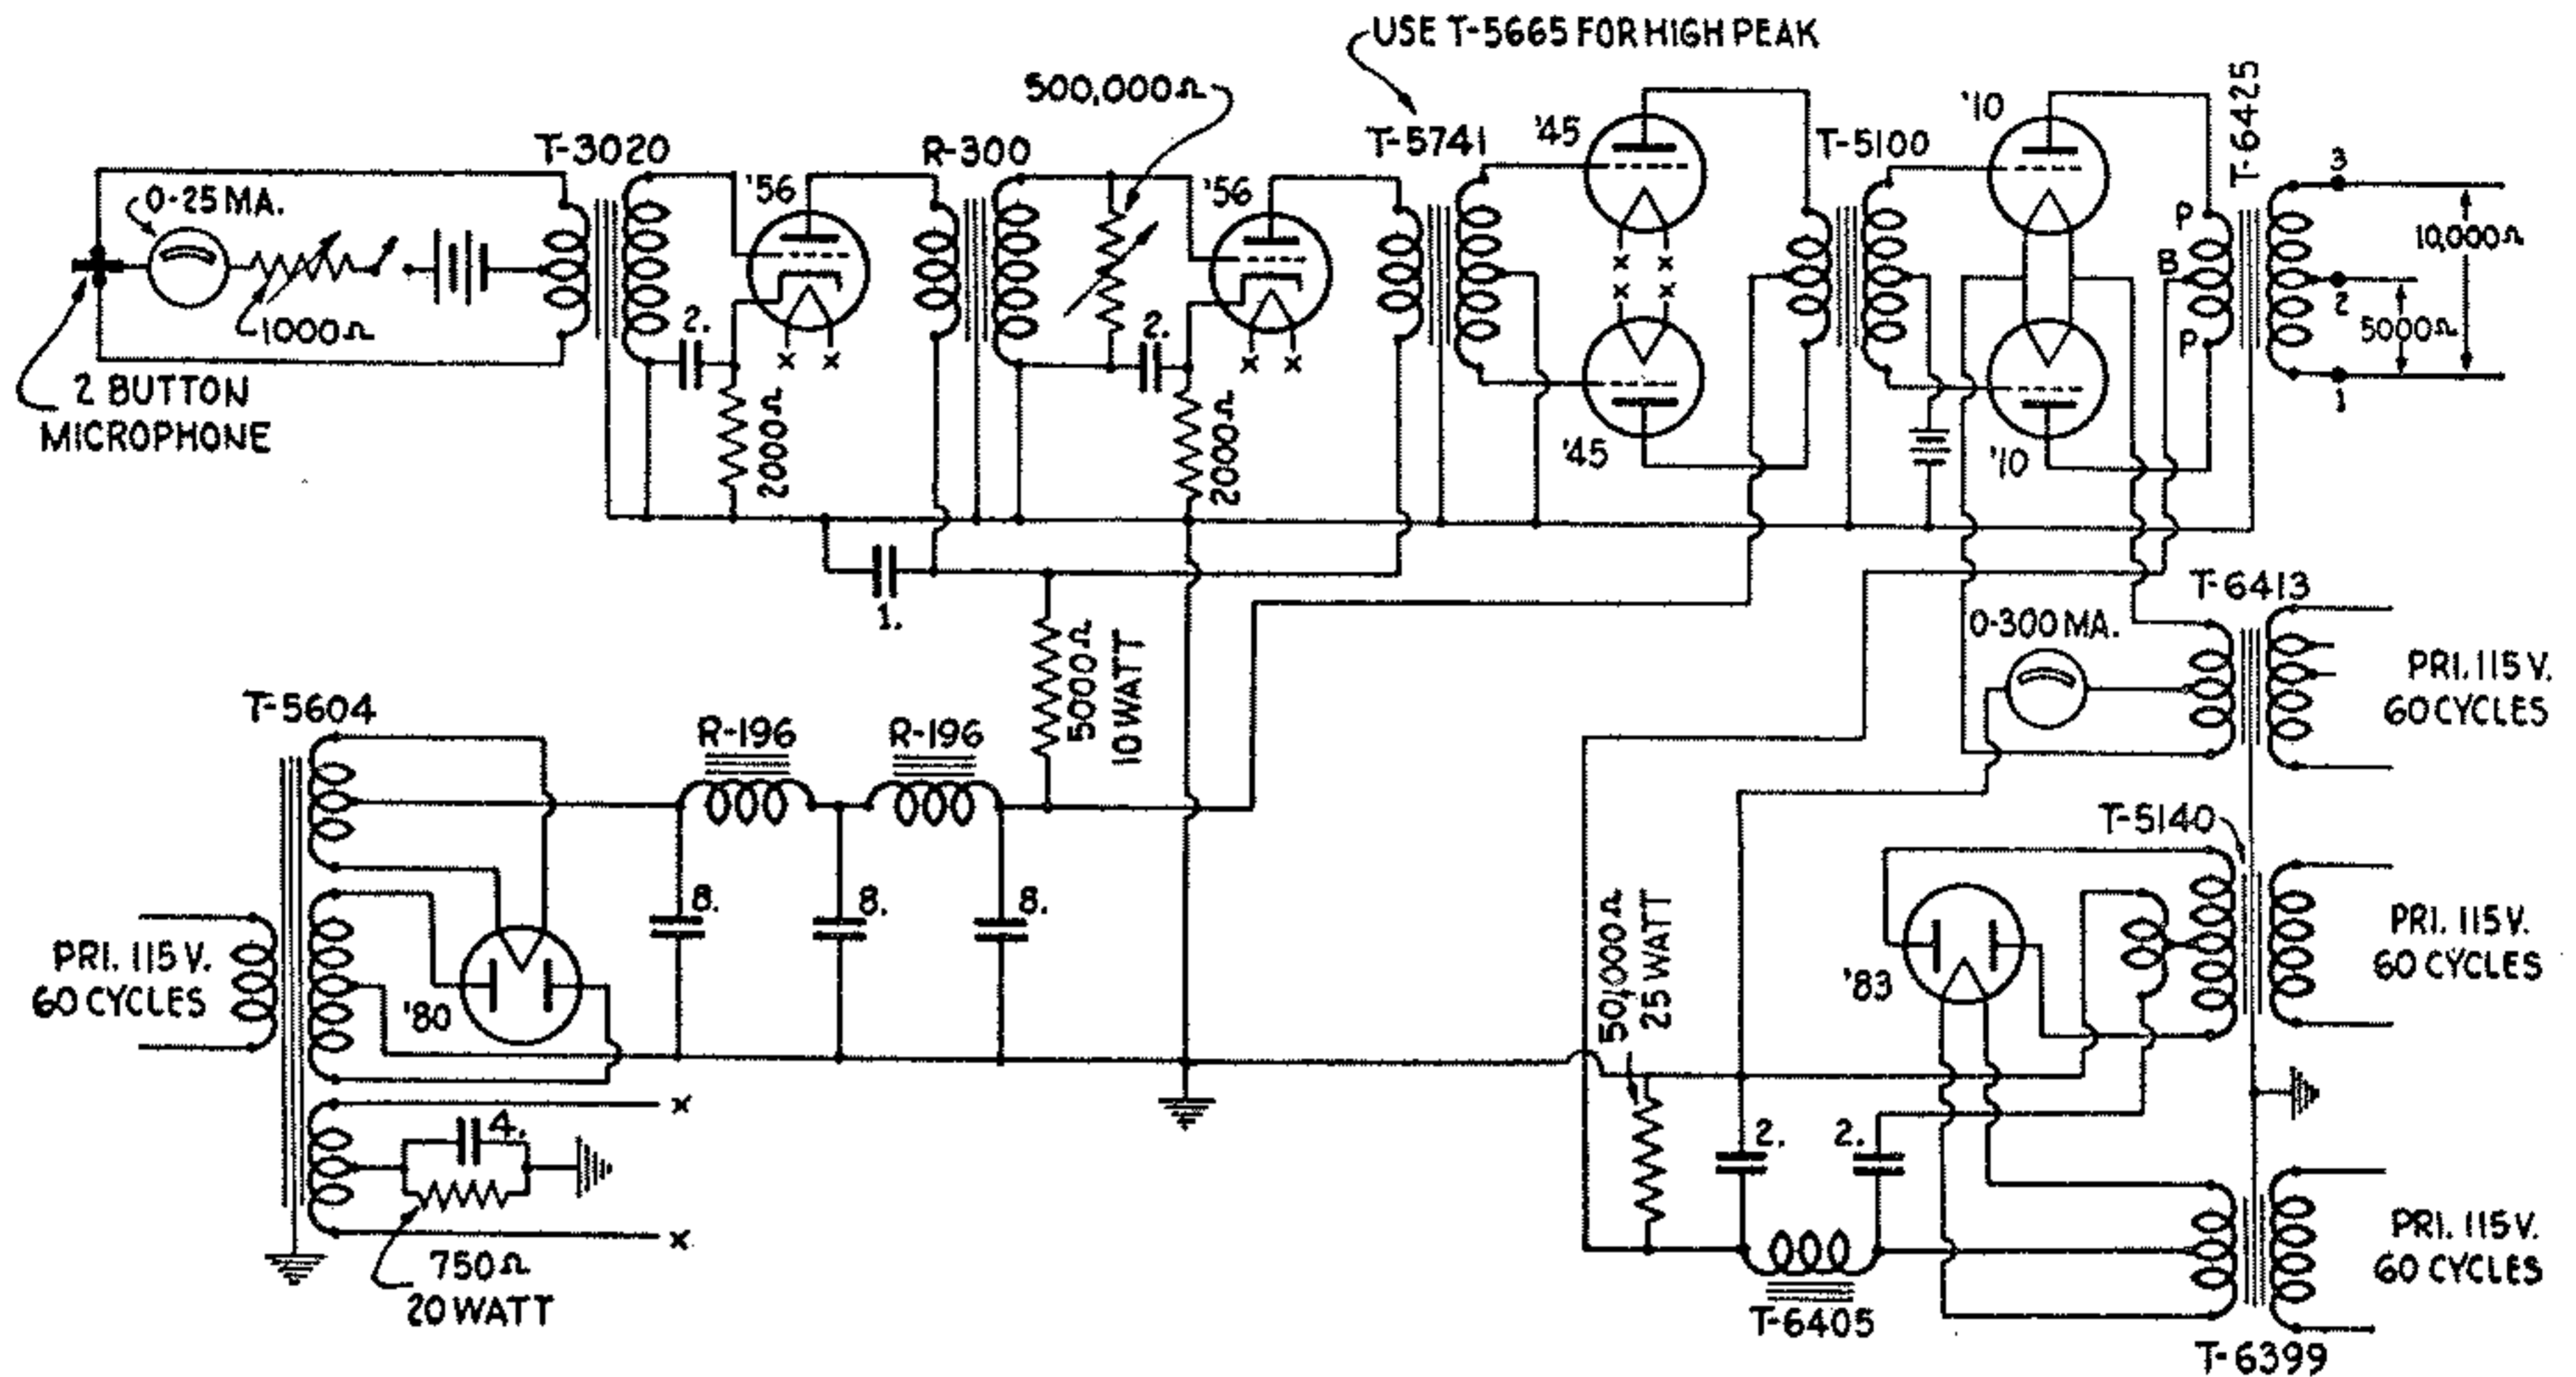 USE T-5665 FOR HIGH PEAK
500,000Ω
T-3020
R-300
T-5741
'45
T-5100
'10
T-6425
0-25 MA.
'56
'56
3
P
10,000Ω
B
2
1000Ω
2.
2.
5000Ω
P
2 BUTTON
MICROPHONE
2000Ω
2000Ω
'45
'10
1
1.
T-6413
0-300 MA.
5000Ω
10 WATT
PRI. 115 V.
60 CYCLES
T-5604
R-196
R-196
T-5140
8.
8.
8.
50,000Ω
25 WATT
PRI. 115 V.
60 CYCLES
'80
'83
PRI. 115 V.
60 CYCLES
x
x
x
x
x
x
x
x
x
4.
x
2.
2.
750Ω
20 WATT
PRI. 115 V.
60 CYCLES
T-6405
T-6399